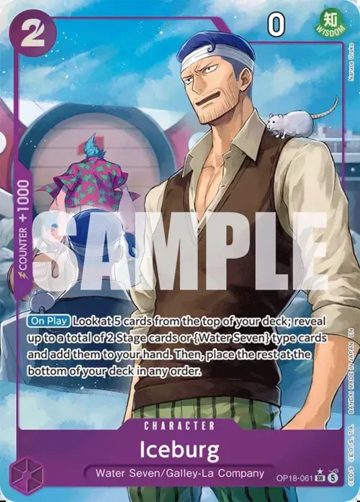 2
0
知
WISDOM
COUNTER +1000
SAMPLE
On Play Look at 5 cards from the top of your deck; reveal
up to a total of 2 Stage cards or {Water Seven} type cards
and add them to your hand. Then, place the rest at the
bottom of your deck in any order.
CHARACTER
Iceburg
Water Seven/Galley-La Company
OP18-061
5